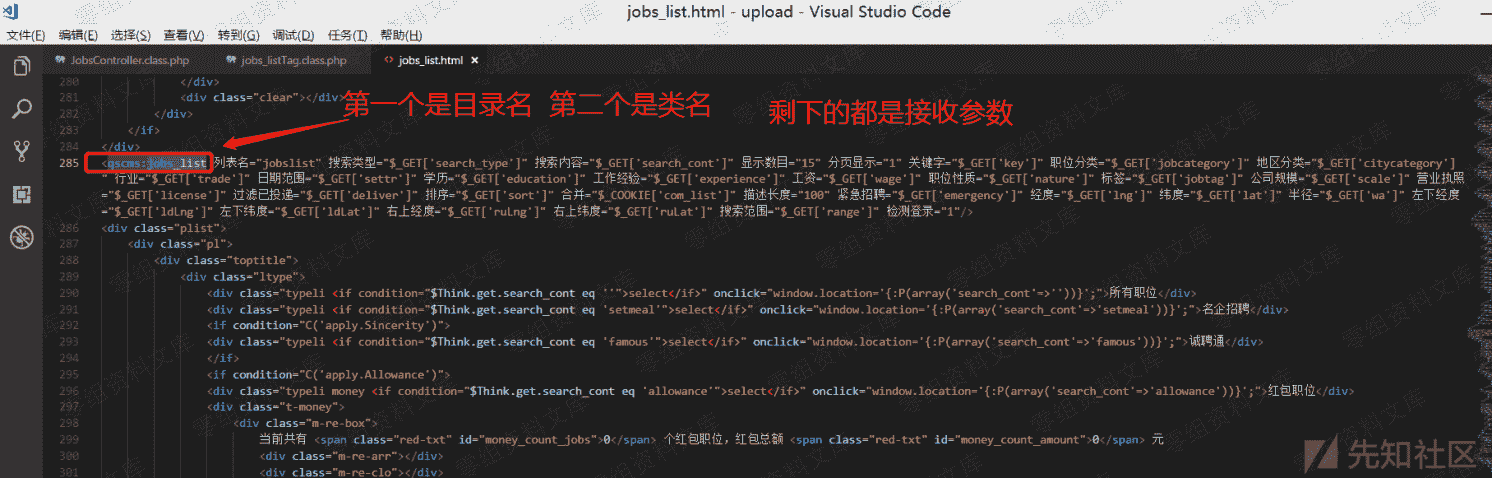 jobs_list.html - upload - Visual Studio Code
文件(F) 编辑(E) 选择(S) 查看(V) 转到(G) 调试(D) 任务(T) 帮助(H)
JobsController.class.php jobs_listTag.class.php jobs_list.html ×
280 </div>
281 <div class="clear"></div>
第一个是目录名 第二个是类名 剩下的都是接收参数
282 </div>
283 </if>
284 </div>
285 <qscms:jobs_list 列表名="jobslist" 搜索类型="$_GET['search_type']" 搜索内容="$_GET['search_cont']" 显示数目="15" 分页显示="1" 关键字="$_GET['key']" 职位分类="$_GET['jobcategory']" 地区分类="$_GET['citycategory']
" 行业="$_GET['trade']" 日期范围="$_GET['settr']" 学历="$_GET['education']" 工作经验="$_GET['experience']" 工资="$_GET['wage']" 职位性质="$_GET['nature']" 标签="$_GET['jobtag']" 公司规模="$_GET['scale']" 营业执照
="$_GET['license']" 过滤已投递="$_GET['deliver']" 排序="$_GET['sort']" 合并="$_COOKIE['com_list']" 描述长度="100" 紧急招聘="$_GET['emergency']" 经度="$_GET['lng']" 纬度="$_GET['lat']" 半径="$_GET['wa']" 左下经度
="$_GET['ldLng']" 左下纬度="$_GET['ldLat']" 右上经度="$_GET['ruLng']" 右上纬度="$_GET['ruLat']" 搜索范围="$_GET['range']" 检测登录="1"/>
286 <div class="plist">
287 <div class="pl">
288 <div class="toptitle">
289 <div class="ltype">
290 <div class="typeli <if condition="$Think.get.search_cont eq ''">select</if>" onclick="window.location='{:P(array('search_cont'=>''))}';">所有职位</div>
291 <div class="typeli <if condition="$Think.get.search_cont eq 'setmeal'">select</if>" onclick="window.location='{:P(array('search_cont'=>'setmeal'))}';">名企招聘</div>
292 <if condition="C('apply.Sincerity')">
293 <div class="typeli <if condition="$Think.get.search_cont eq 'famous'">select</if>" onclick="window.location='{:P(array('search_cont'=>'famous'))}';">诚聘通</div>
294 </if>
295 <if condition="C('apply.Allowance')">
296 <div class="typeli money <if condition="$Think.get.search_cont eq 'allowance'">select</if>" onclick="window.location='{:P(array('search_cont'=>'allowance'))}';">红包职位</div>
297 <div class="t-money">
298 <div class="m-re-box">
299 当前共有 <span class="red-txt" id="money_count_jobs">0</span> 个红包职位，红包总额 <span class="red-txt" id="money_count_amount">0</span> 元
300 <div class="m-re-arr"></div>
301 <div class="m-re-clo"></div>
先知社区
零组资料文库